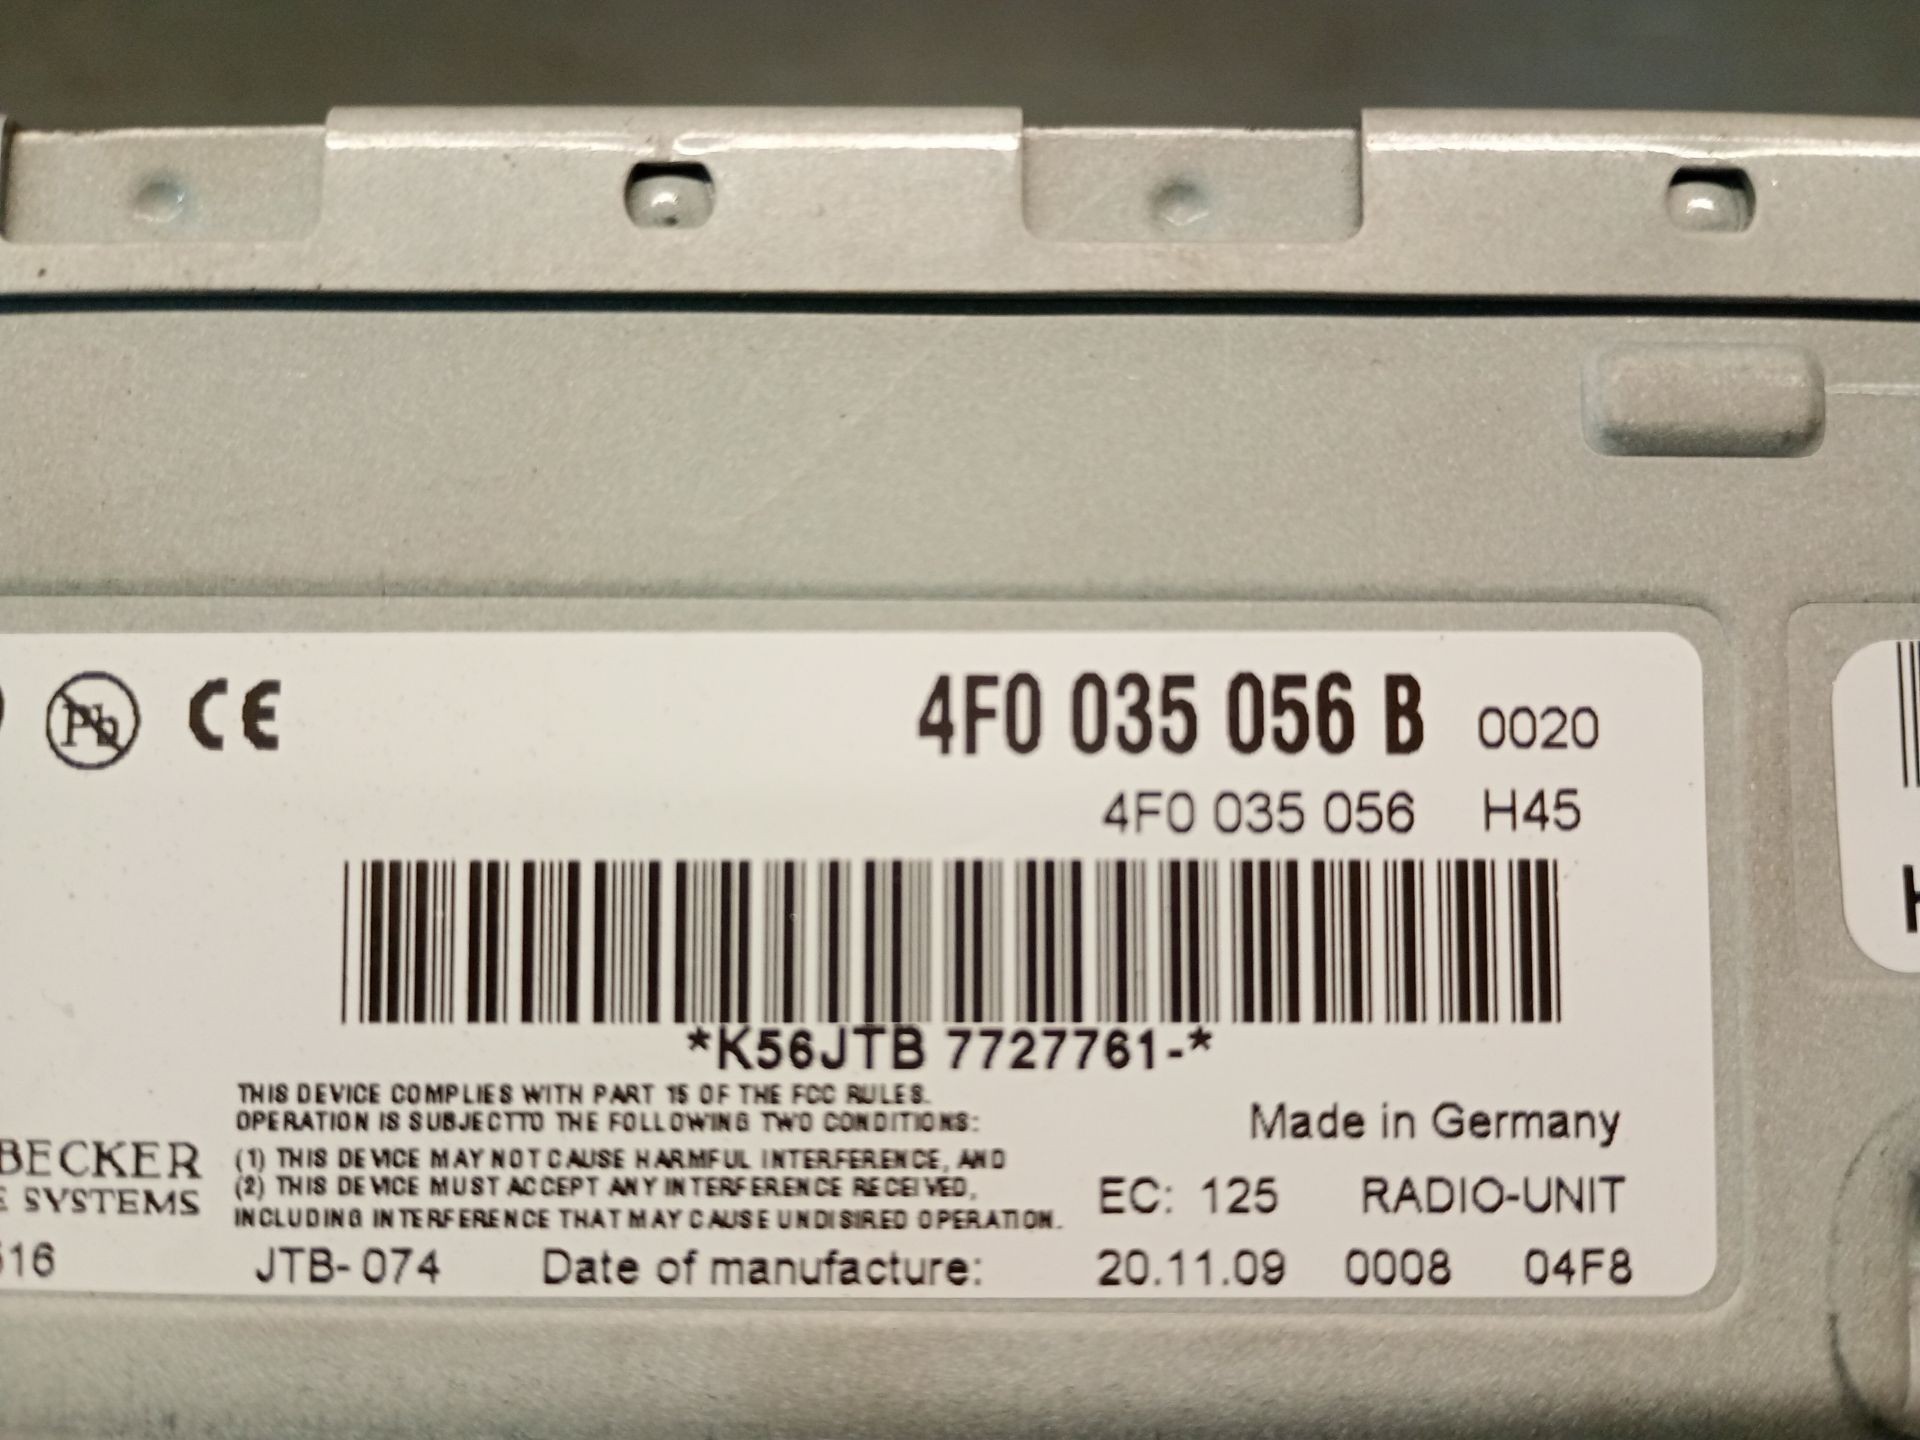 Pb CE
4F0 035 056 B 0020
4F0 035 056 H45
*K56JTB 7727761-*
THIS DEVICE COMPLIES WITH PART 15 OF THE FCC RULES.
OPERATION IS SUBJECTTO THE FOLLOWING TWO CONDITIONS:
(1) THIS DEVICE MAY NOT CAUSE HARMFUL INTERFERENCE, AND
(2) THIS DEVICE MUST ACCEPT ANY INTERFERENCE RECEIVED,
INCLUDING INTERFERENCE THAT MAY CAUSE UNDISIRED OPERATION.
BECKER
E SYSTEMS
Made in Germany
EC: 125 RADIO-UNIT
516 JTB-074 Date of manufacture: 20.11.09 0008 04F8